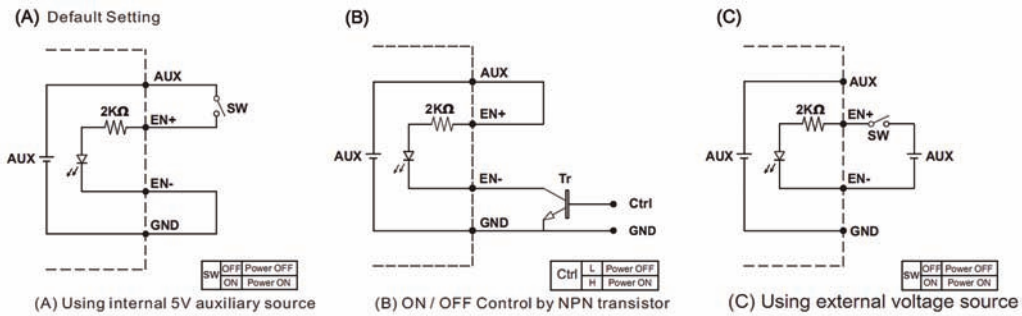 (A) Default Setting
AUX
2KΩ
EN+
SW
AUX
EN-
GND
SW OFF Power OFF
ON Power ON
(A) Using internal 5V auxiliary source
(B)
AUX
2KΩ
EN+
AUX
EN-
Tr
Ctrl
GND
GND
Ctrl L Power OFF
H Power ON
(B) ON / OFF Control by NPN transistor
(C)
AUX
2KΩ
EN+
SW
AUX
AUX
EN-
GND
SW OFF Power OFF
ON Power ON
(C) Using external voltage source